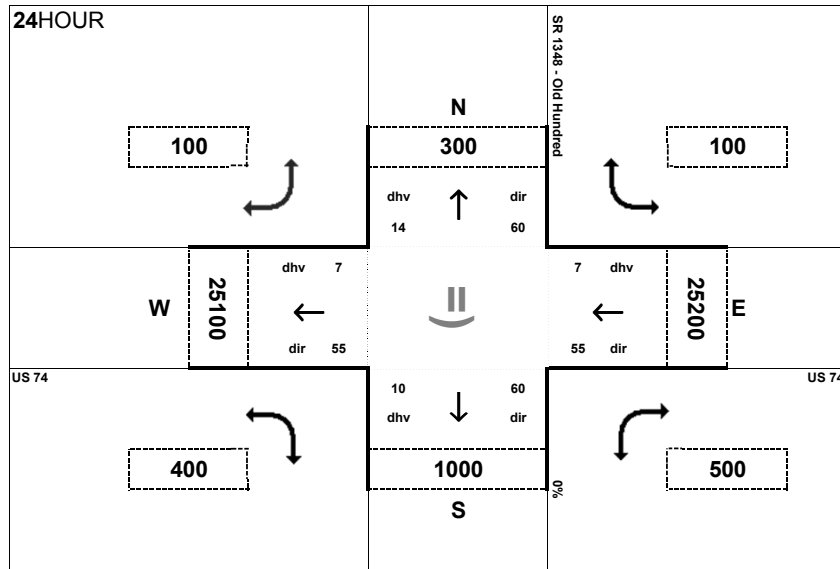 24HOUR
SR 1348 - Old Hundred
N
100
300
100
dhv dir
14 60
dhv 7
7 dhv
W
25100
25200
E
dir 55
55 dir
US 74
US 74
10 60
dhv dir
400
1000
500
0%
S